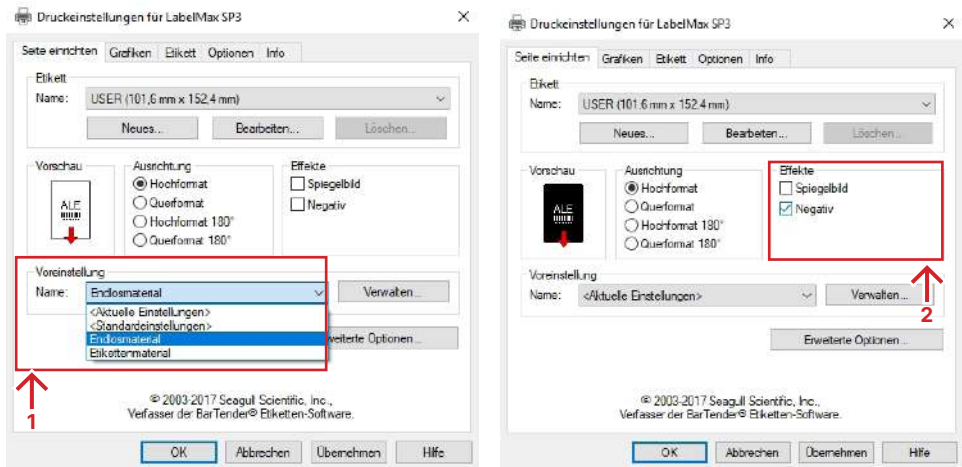 Druckeinstellungen für LabelMax SP3
Seite einrichten Grafiken Etikett Optionen Info
Etikett
Name: USER (101,6 mm x 152,4 mm)
Neues... Bearbeiten... Löschen...
Vorschau
ALE
Ausrichtung
Hochformat
Querformat
Hochformat 180°
Querformat 180°
Effekte
Spiegelbild
Negativ
Voreinstellung
Name: Endlosmaterial Verwalten...
<Aktuelle Einstellungen>
<Standardeinstellungen>
Endlosmaterial
Etikettenmaterial
weiterte Optionen...
1
© 2003-2017 Seagull Scientific, Inc.,
Verfasser der BarTender® Etiketten-Software.
OK Abbrechen Übernehmen Hilfe
Druckeinstellungen für LabelMax SP3
Seite einrichten Grafiken Etikett Optionen Info
Etikett
Name: USER (101.6 mm x 152.4 mm)
Neues... Bearbeiten... Löschen...
Vorschau
ALE
Ausrichtung
Hochformat
Querformat
Hochformat 180°
Querformat 180°
Effekte
Spiegelbild
Negativ
Voreinstellung
Name: <Aktuelle Einstellungen> Verwalten...
2
Erweiterte Optionen...
© 2003-2017 Seagull Scientific, Inc.,
Verfasser der BarTender® Etiketten-Software.
OK Abbrechen Übernehmen Hilfe